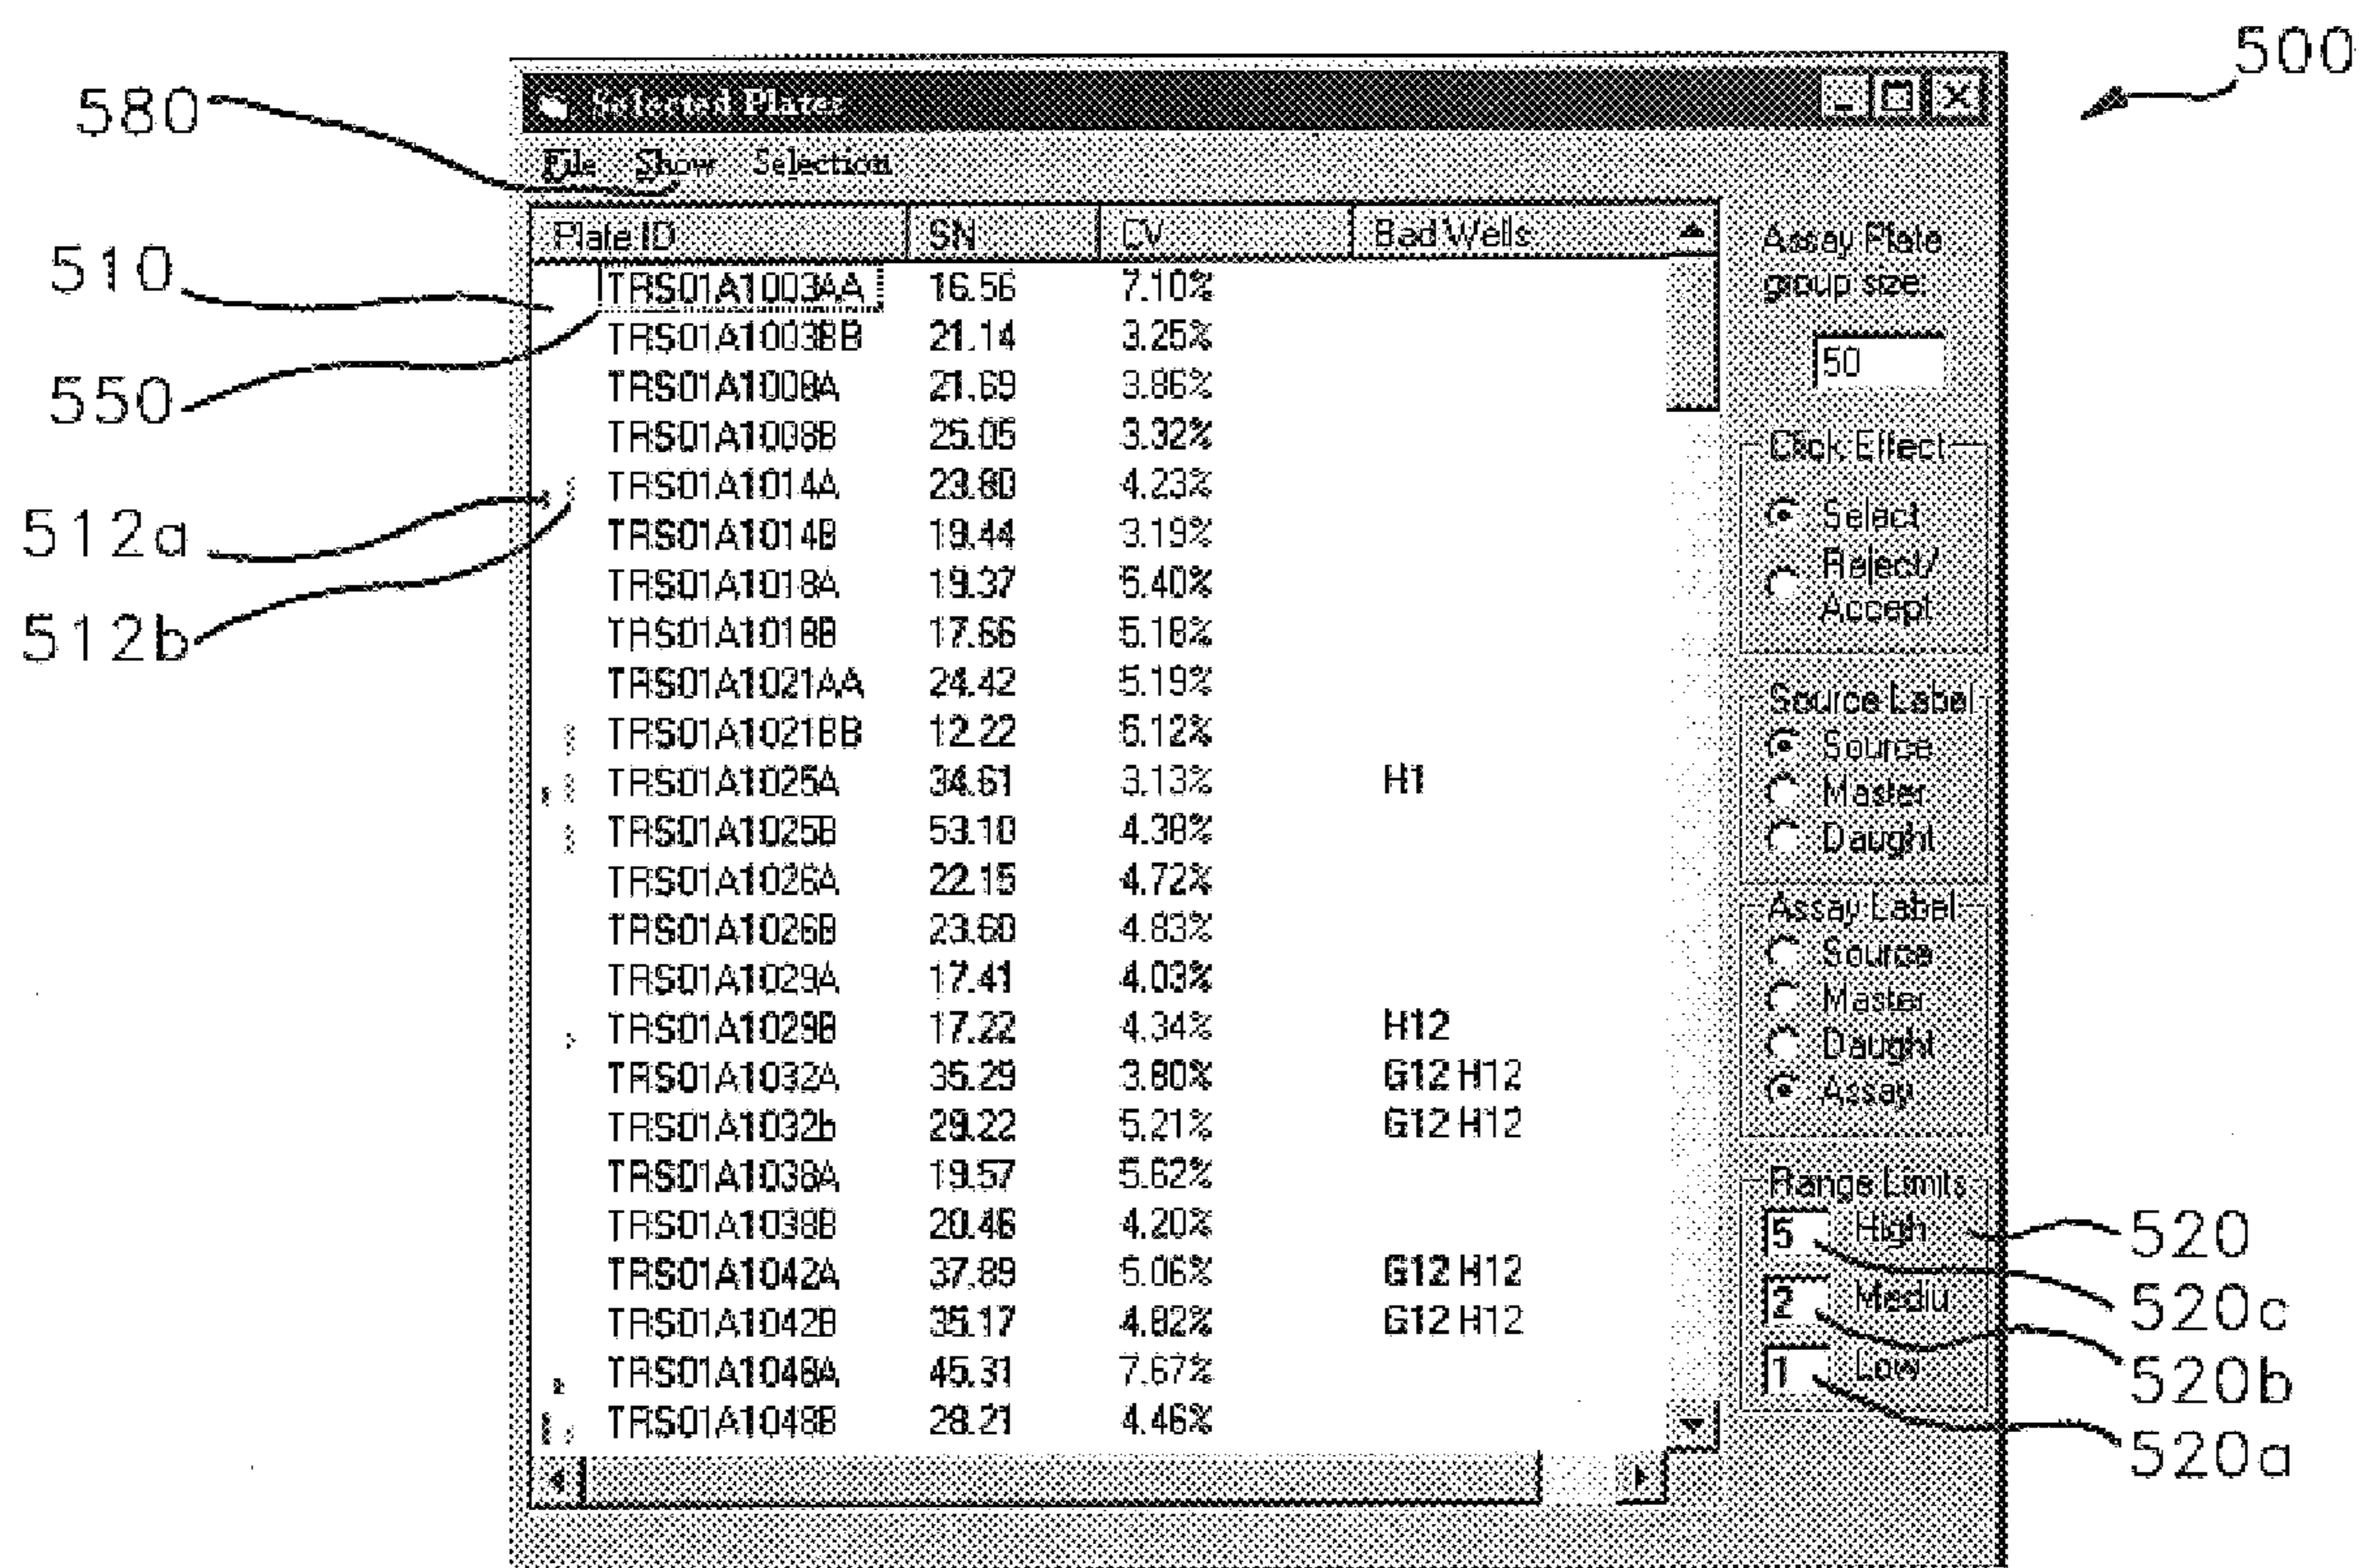 500
580
Selected Plates
File Show Selection
Plate ID SN CV Bad Wells
510
TRS01A1003AA 16.56 7.10%
550
TRS01A1003BB 21.14 3.25%
TRS01A1008A 21.69 3.86%
TRS01A1008B 25.05 3.32%
512a
TRS01A1014A 23.80 4.23%
512b
TRS01A1014B 19.44 3.19%
TRS01A1018A 19.37 5.40%
TRS01A1018B 17.66 5.18%
TRS01A1021AA 24.42 5.19%
TRS01A1021BB 12.22 5.12%
TRS01A1025A 34.61 3.13% H1
TRS01A1025B 53.10 4.38%
TRS01A1026A 22.15 4.72%
TRS01A1026B 23.60 4.83%
TRS01A1029A 17.41 4.03%
TRS01A1029B 17.22 4.34% H12
TRS01A1032A 35.29 3.80% G12 H12
TRS01A1032b 29.22 5.21% G12 H12
TRS01A1038A 19.57 5.62%
TRS01A1038B 20.46 4.20%
TRS01A1042A 37.89 5.06% G12 H12
TRS01A1042B 35.17 4.82% G12 H12
TRS01A1048A 45.31 7.67%
TRS01A1048B 28.21 4.46%
Assay Plate
group size:
50
Click Effect
Select
Reject/
Accept
Source Label
Source
Master
Daught
Assay Label
Source
Master
Daught
Assay
Range Limits
5 High 520
2 Mediu 520c
1 Low 520b
520a